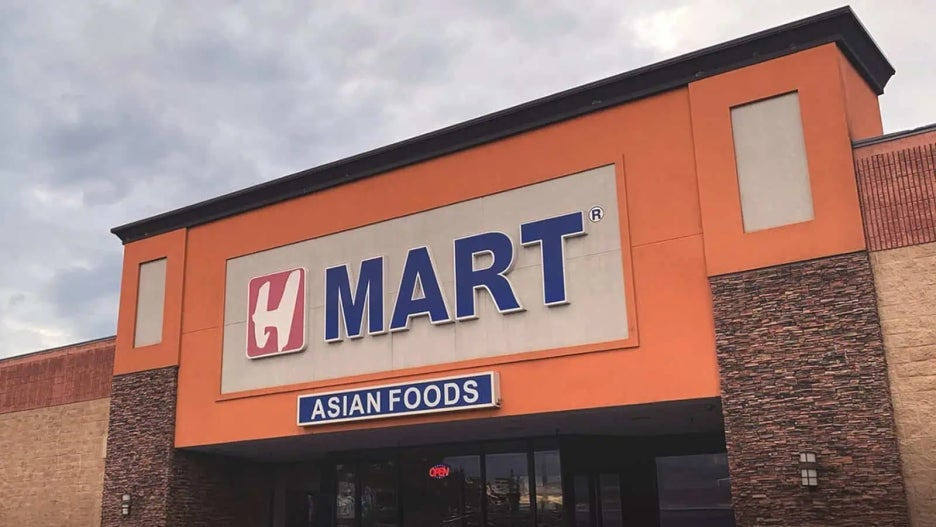 H MART®
ASIAN FOODS
OPEN